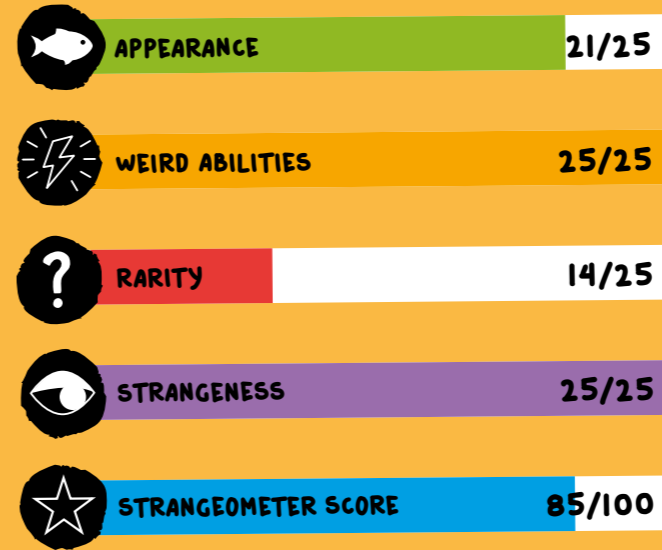 APPEARANCE 21/25
WEIRD ABILITIES 25/25
? RARITY 14/25
STRANGENESS 25/25
STRANGEOMETER SCORE 85/100